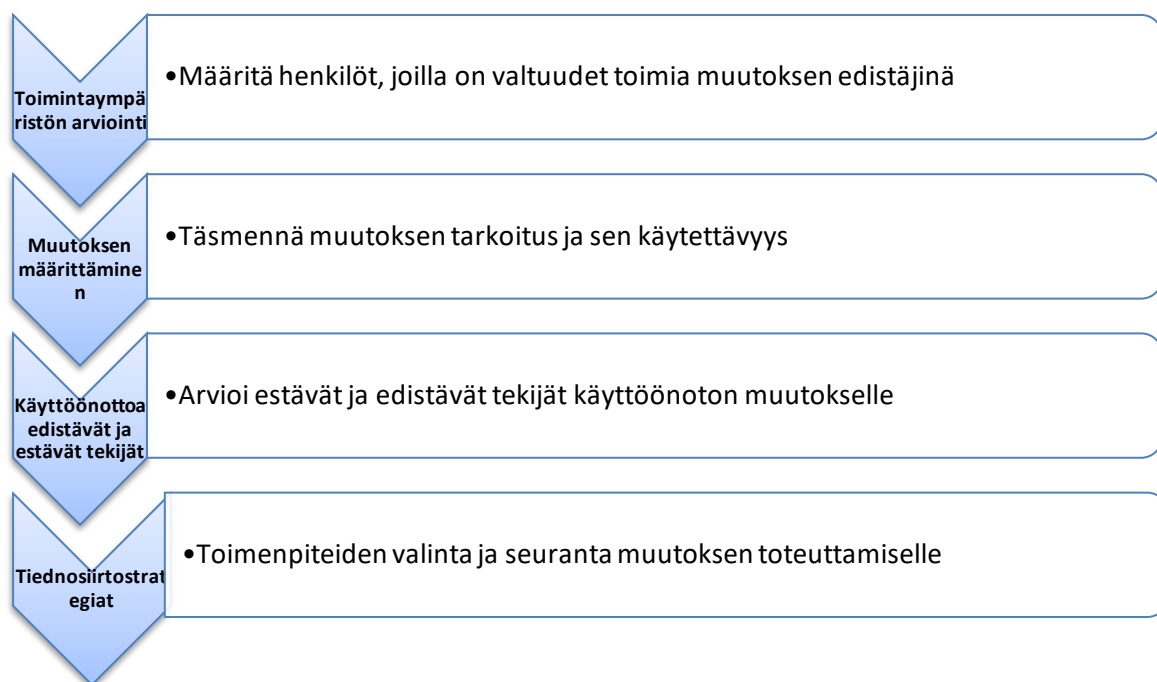 Toimintaympä
ristön arviointi
•Määritä henkilöt, joilla on valtuudet toimia muutoksen edistäjinä
Muutoksen
määrittämine
n
•Täsmennä muutoksen tarkoitus ja sen käytettävyys
Käyttöönottoa
edistävät ja
estävät tekijät
•Arvioi estävät ja edistävät tekijät käyttöönoton muutokselle
Tiednosiirtostrat
egiat
•Toimenpiteiden valinta ja seuranta muutoksen toteuttamiselle